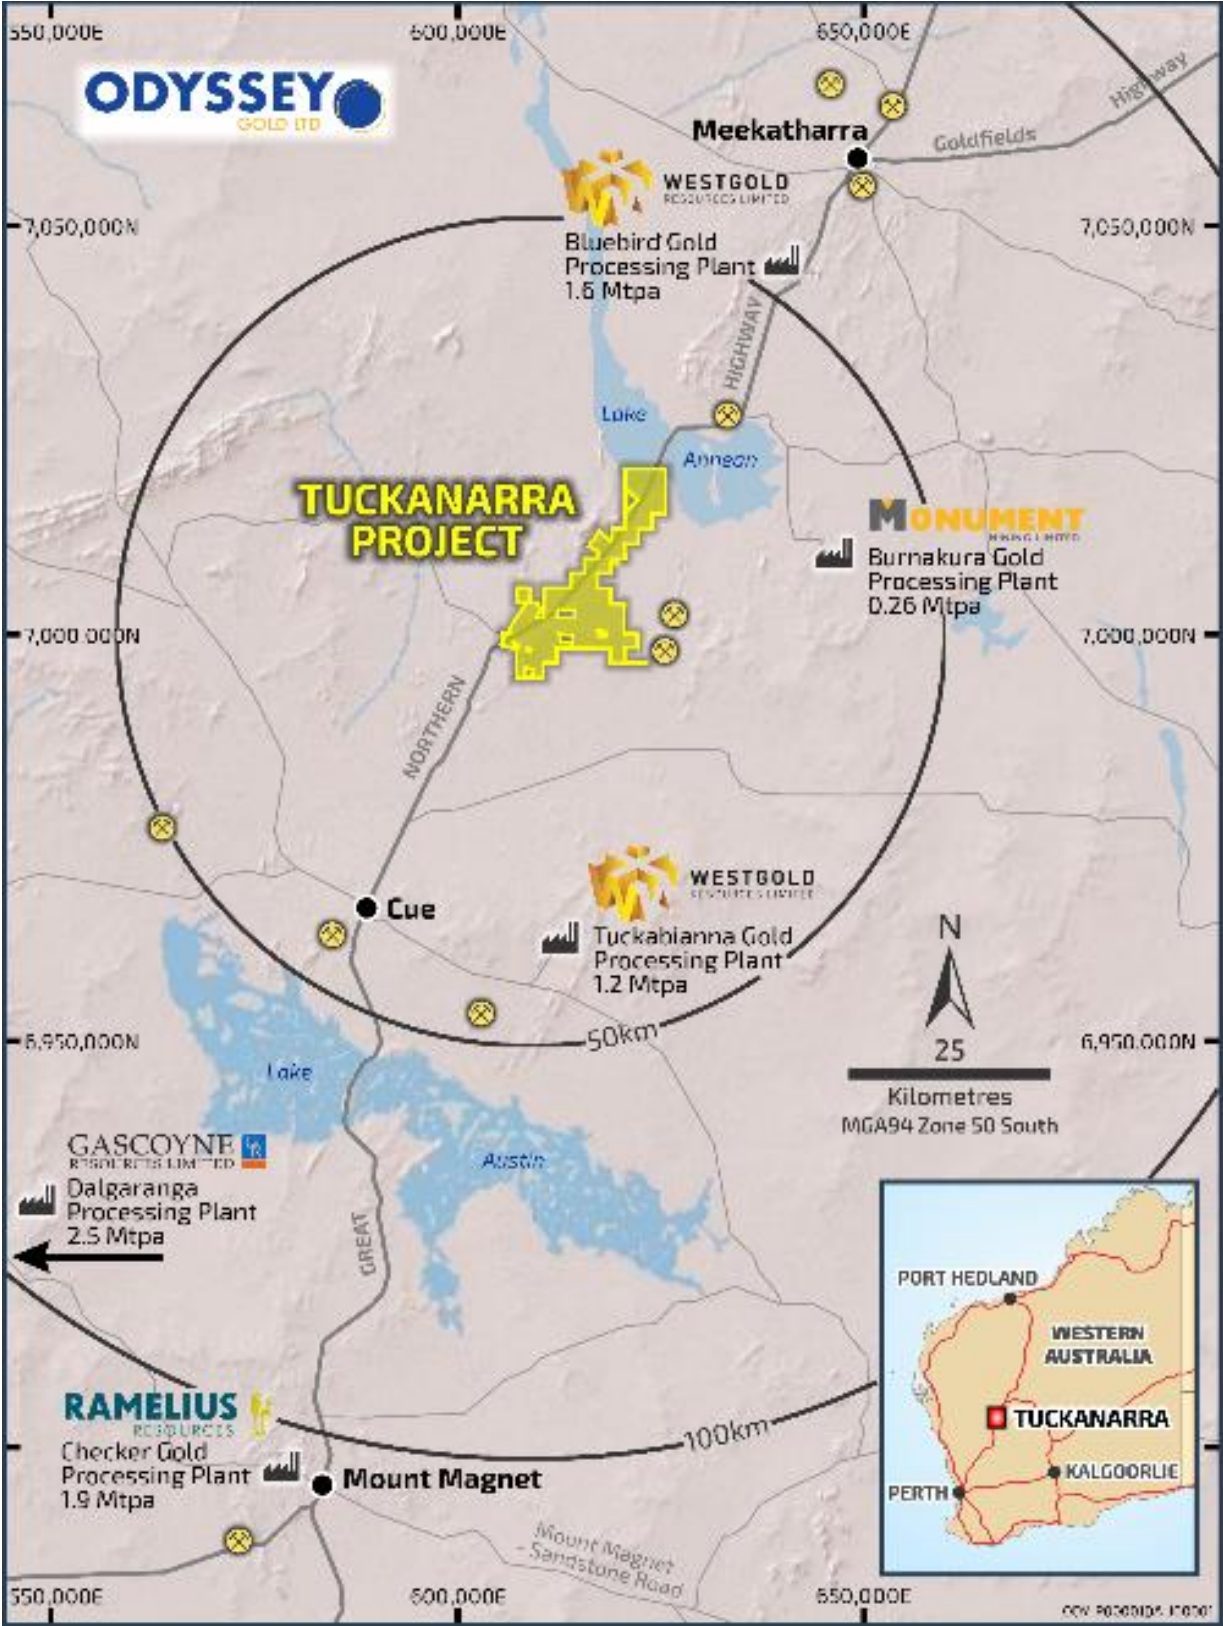 550,000E
600,000E
650,000E
ODYSSEY
GOLD LTD
Highway
Goldfields
Meekatharra
WESTGOLD
RESOURCES LIMITED
7,050,000N
7,050,000N
Bluebird Gold
Processing Plant
1.6 Mtpa
HIGHWAY
Lake
Annean
TUCKANARRA
PROJECT
MONUMENT
MINING LIMITED
Burnakura Gold
Processing Plant
0.26 Mtpa
7,000,000N
7,000,000N
NORTHERN
WESTGOLD
RESOURCES LIMITED
Cue
Tuckabianna Gold
Processing Plant
1.2 Mtpa
N
50km
6,950,000N
6,950,000N
25
Kilometres
MGA94 Zone 50 South
Lake
Austin
GASCOYNE
RESOURCES LIMITED
Dalgaranga
Processing Plant
2.5 Mtpa
GREAT
PORT HEDLAND
WESTERN
AUSTRALIA
TUCKANARRA
KALGOORLIE
PERTH
RAMELIUS
RESOURCES
Checker Gold
Processing Plant
1.9 Mtpa
100km
Mount Magnet
Mount Magnet
- Sandstone Road
550,000E
600,000E
650,000E